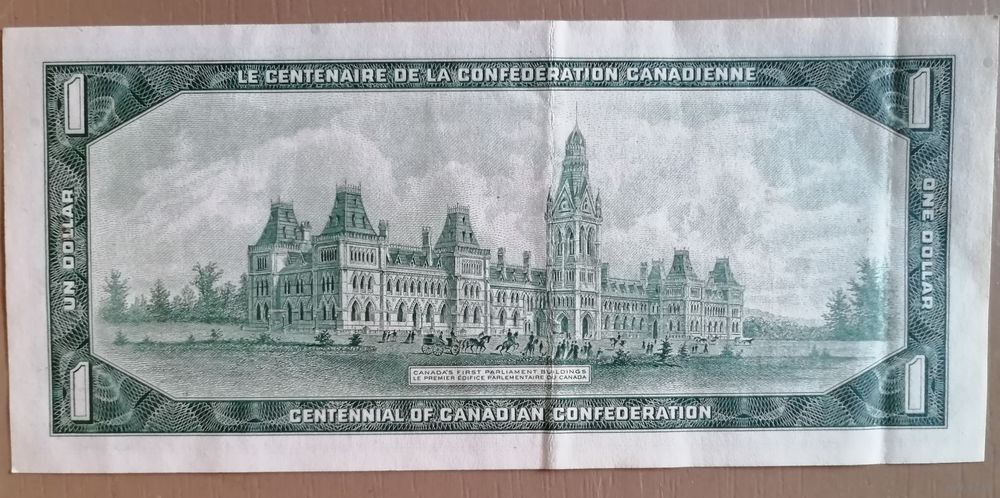 1
LE CENTENAIRE DE LA CONFÉDÉRATION CANADIENNE
1
UN DOLLAR
ONE DOLLAR
CANADA'S FIRST PARLIAMENT BUILDINGS
LE PREMIER ÉDIFICE PARLEMENTAIRE DU CANADA
1
CENTENNIAL OF CANADIAN CONFEDERATION
1